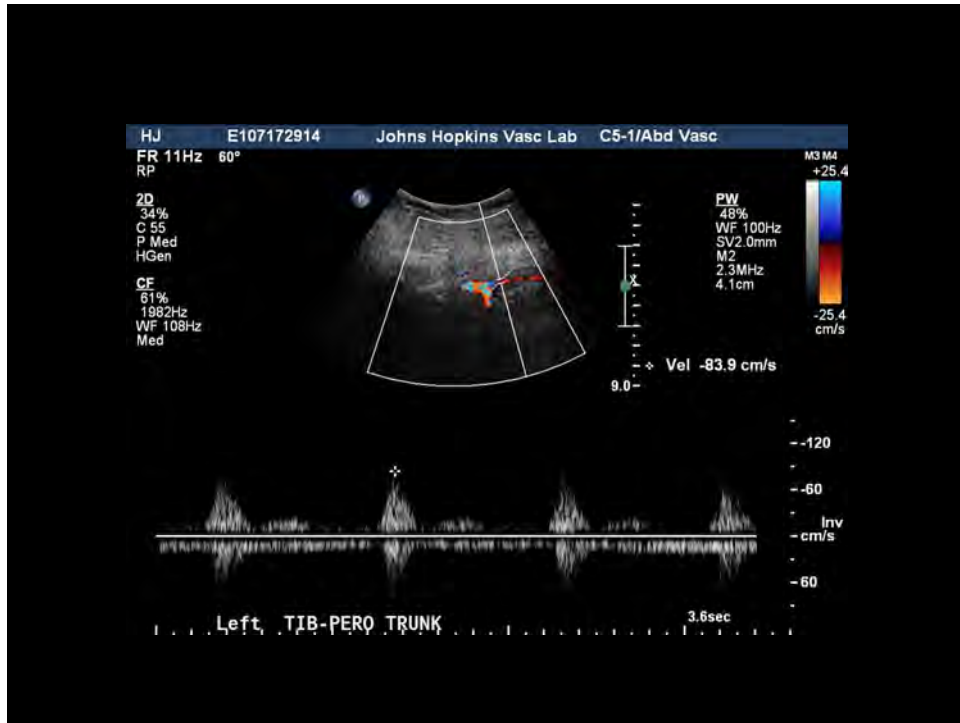 HJ E107172914 Johns Hopkins Vasc Lab C5-1/Abd Vasc
FR 11Hz 60°
RP
2D
34%
C 55
P Med
HGen
CF
61%
1982Hz
WF 108Hz
Med
M3 M4
+25.4
-25.4
cm/s
PW
48%
WF 100Hz
SV2.0mm
M2
2.3MHz
4.1cm
x
9.0
Vel -83.9 cm/s
-120
-60
Inv
cm/s
60
3.6sec
Left TIB-PERO TRUNK